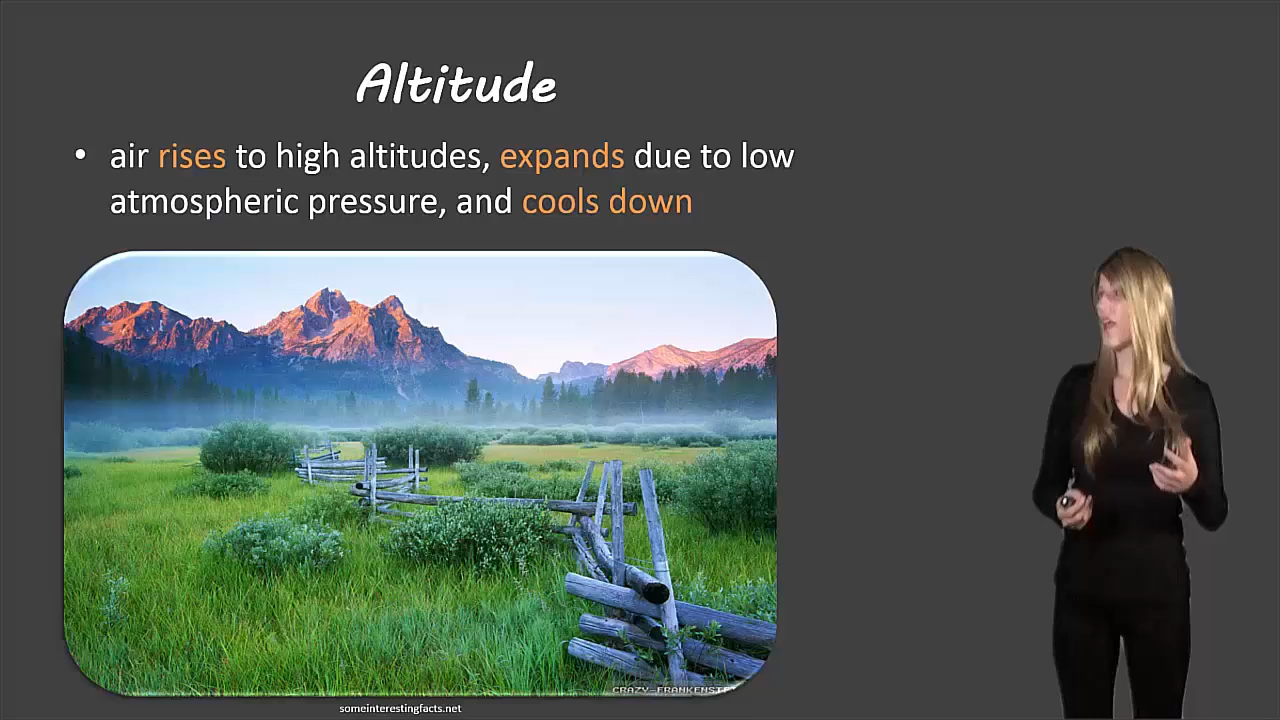 Altitude
• air rises to high altitudes, expands due to low
atmospheric pressure, and cools down
someinterestingfacts.net